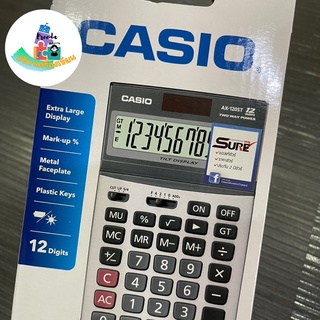 CASIO
Extra Large
Display
Mark-up %
Metal
Faceplate
Plastic Keys
12 Digits
CASIO
AX-120ST
TWO WAY POWER
12
GT
M
E
12345678
TILT DISPLAY
SURE
OFF
MU
%
√
▶
ON
MC
MR
M−
M+
GT
+/−
7
8
9
÷
C
4
5
6
×
AC
1
2
3